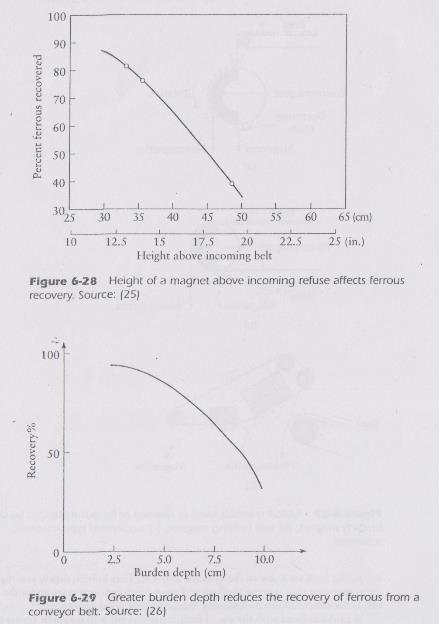 100
90
80
70
60
50
40
30
Percent ferrous recovered
25 30 35 40 45 50 55 60 65 (cm)
10 12.5 15 17.5 20 22.5 25 (in.)
Height above incoming belt
Figure 6-28 Height of a magnet above incoming refuse affects ferrous
recovery. Source: (25)
100
50
0
Recovery%
0 2.5 5.0 7.5 10.0
Burden depth (cm)
Figure 6-29 Greater burden depth reduces the recovery of ferrous from a
conveyor belt. Source: (26)